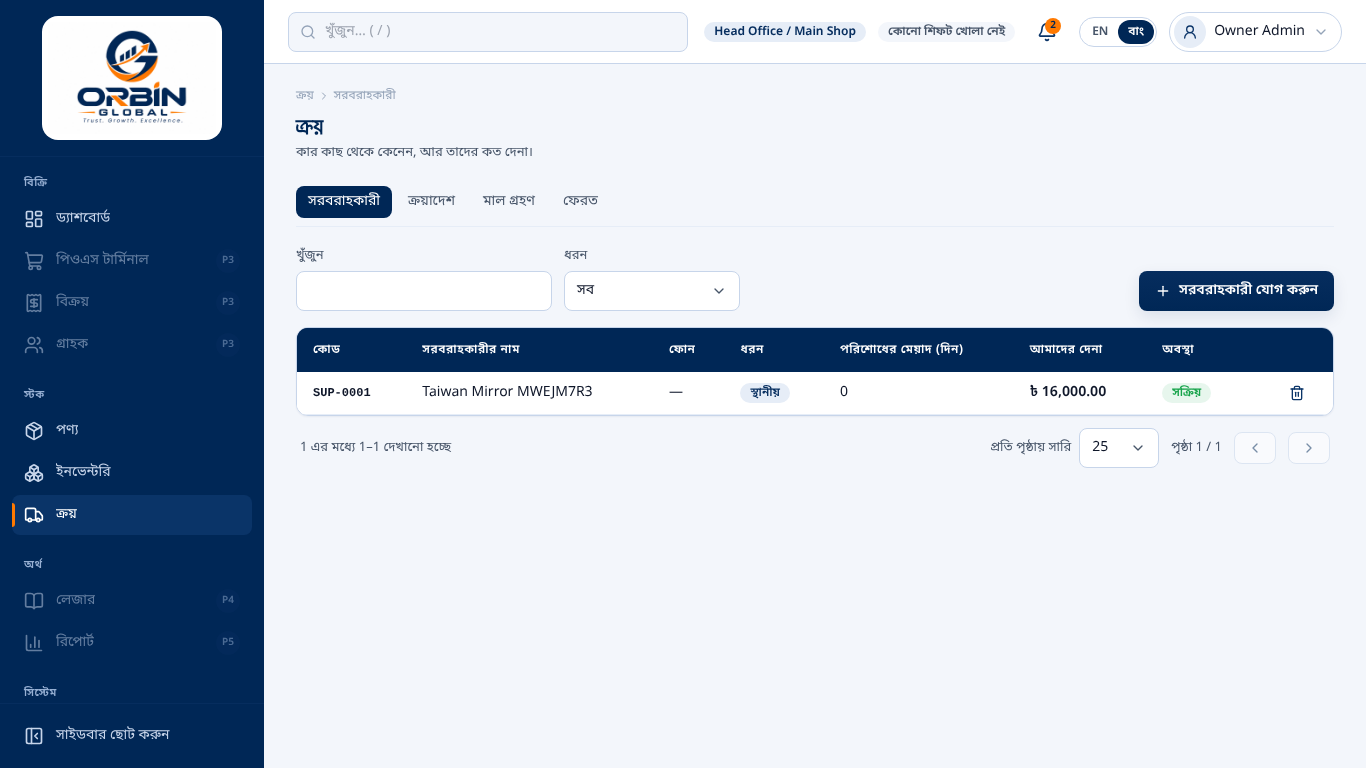 ORBIN
GLOBAL
Trust. Growth. Excellence.
খুঁজুন... ( / )
Head Office / Main Shop
কোনো শিফট খোলা নেই
2
EN
বাং
Owner Admin
বিক্রি
ড্যাশবোর্ড
পিওএস টার্মিনাল P3
বিক্রয় P3
গ্রাহক P3
স্টক
পণ্য
ইনভেন্টরি
ক্রয়
অর্থ
লেজার P4
রিপোর্ট P5
সিস্টেম
সাইডবার ছোট করুন
ক্রয় › সরবরাহকারী
ক্রয়
কার কাছ থেকে কেনেন, আর তাদের কত দেনা।
সরবরাহকারী ক্রয়াদেশ মাল গ্রহণ ফেরত
খুঁজুন ধরন
সব
+ সরবরাহকারী যোগ করুন
কোড সরবরাহকারীর নাম ফোন ধরন পরিশোধের মেয়াদ (দিন) আমাদের দেনা অবস্থা
SUP-0001 Taiwan Mirror MWEJM7R3 — স্থানীয় 0 ৳ 16,000.00 সক্রিয়
1 এর মধ্যে 1–1 দেখানো হচ্ছে প্রতি পৃষ্ঠায় সারি 25 পৃষ্ঠা 1 / 1